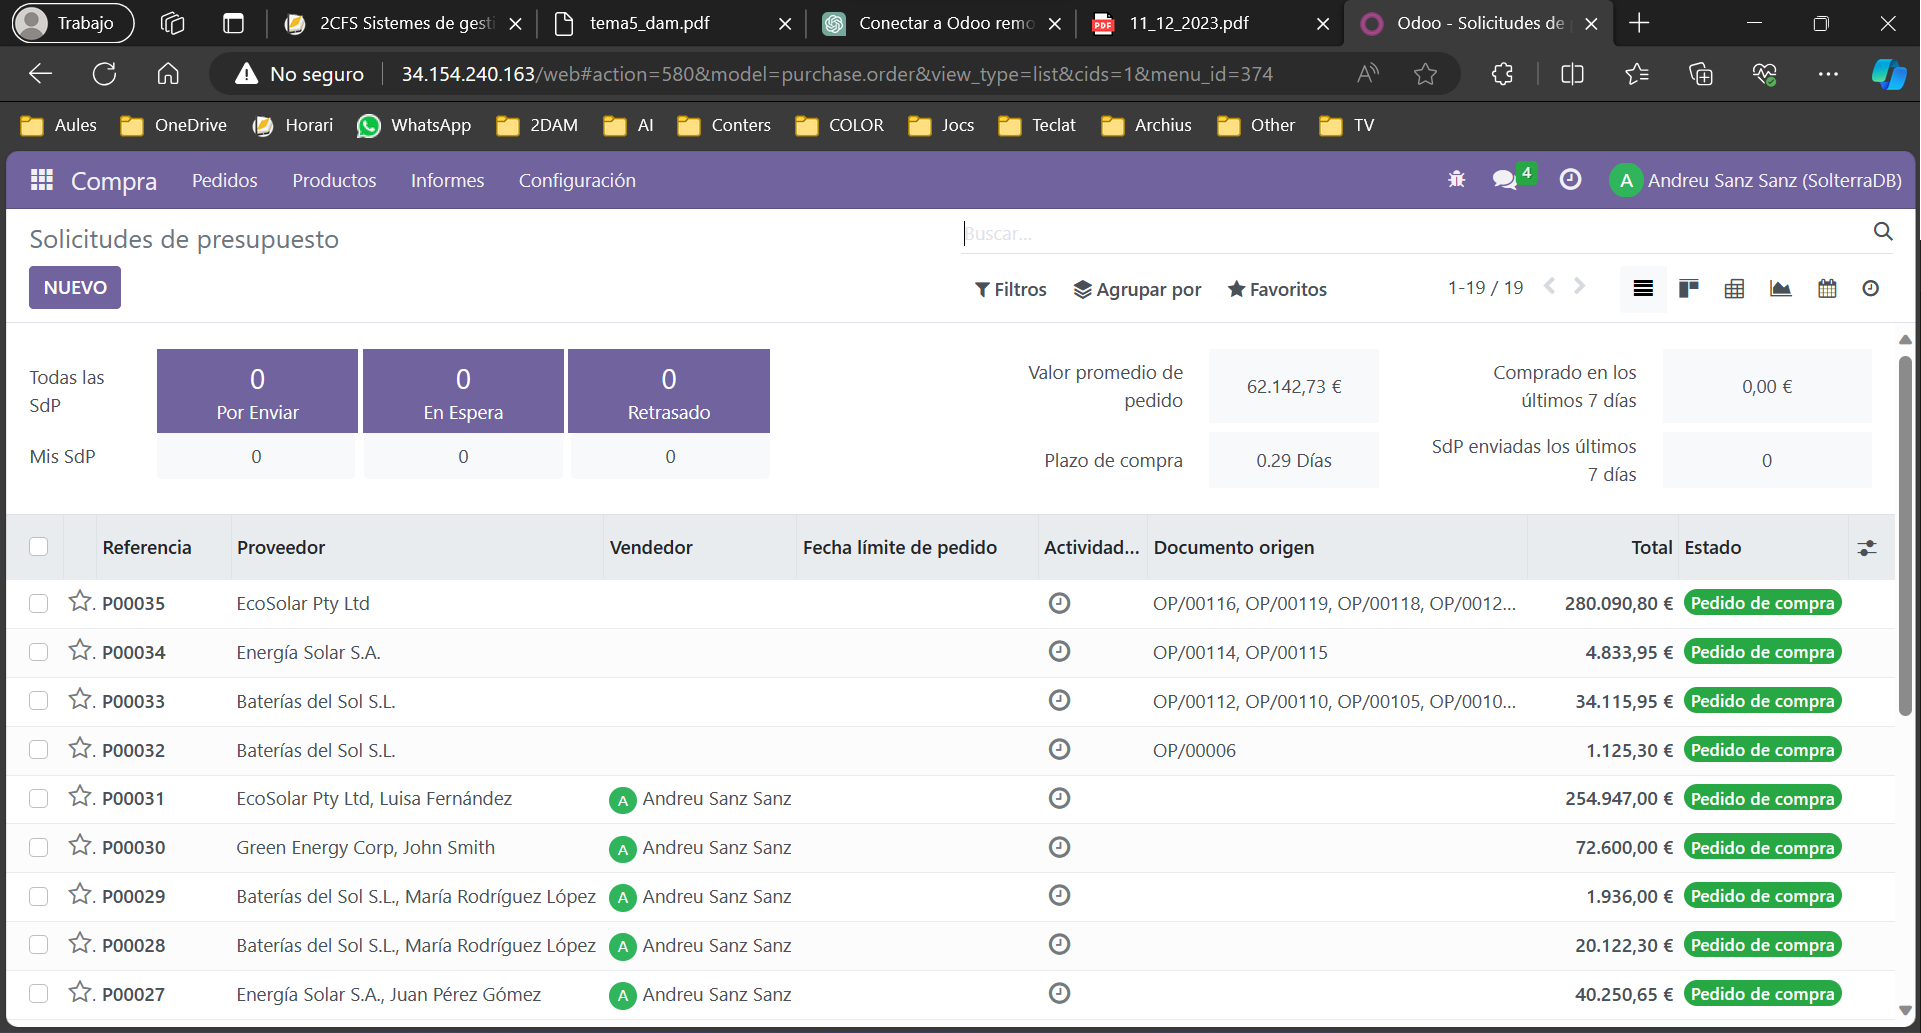 Trabajo
2CFS Sistemes de gesti
tema5_dam.pdf
Conectar a Odoo remo
11_12_2023.pdf
Odoo - Solicitudes de
No seguro
34.154.240.163/web#action=580&model=purchase.order&view_type=list&cids=1&menu_id=374
Aules OneDrive Horari WhatsApp 2DAM AI Conters COLOR Jocs Teclat Archius Other TV
Compra Pedidos Productos Informes Configuración 4 A Andreu Sanz Sanz (SolterraDB)
Solicitudes de presupuesto
Buscar...
NUEVO
Filtros Agrupar por Favoritos 1-19 / 19
Todas las SdP
0 Por Enviar
0 En Espera
0 Retrasado
Mis SdP 0 0 0
Valor promedio de pedido 62.142,73 €
Comprado en los últimos 7 días 0,00 €
Plazo de compra 0.29 Días
SdP enviadas los últimos 7 días 0
Referencia Proveedor Vendedor Fecha límite de pedido Actividad... Documento origen Total Estado
P00035 EcoSolar Pty Ltd OP/00116, OP/00119, OP/00118, OP/0012... 280.090,80 € Pedido de compra
P00034 Energía Solar S.A. OP/00114, OP/00115 4.833,95 € Pedido de compra
P00033 Baterías del Sol S.L. OP/00112, OP/00110, OP/00105, OP/0010... 34.115,95 € Pedido de compra
P00032 Baterías del Sol S.L. OP/00006 1.125,30 € Pedido de compra
P00031 EcoSolar Pty Ltd, Luisa Fernández A Andreu Sanz Sanz 254.947,00 € Pedido de compra
P00030 Green Energy Corp, John Smith A Andreu Sanz Sanz 72.600,00 € Pedido de compra
P00029 Baterías del Sol S.L., María Rodríguez López A Andreu Sanz Sanz 1.936,00 € Pedido de compra
P00028 Baterías del Sol S.L., María Rodríguez López A Andreu Sanz Sanz 20.122,30 € Pedido de compra
P00027 Energía Solar S.A., Juan Pérez Gómez A Andreu Sanz Sanz 40.250,65 € Pedido de compra